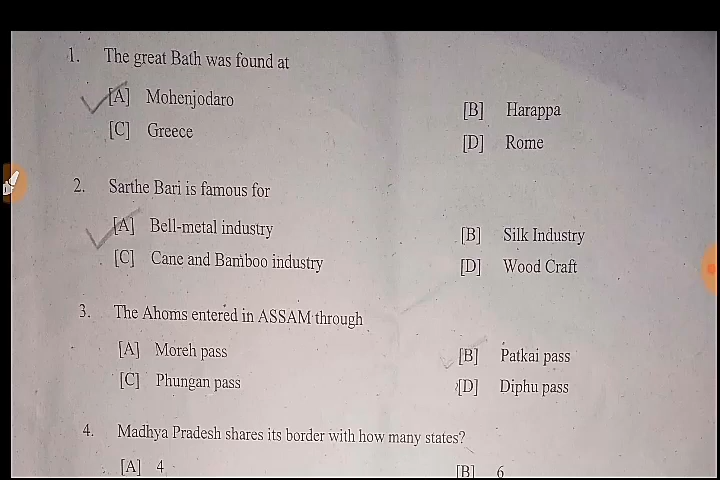 1. The great Bath was found at
[A] Mohenjodaro [B] Harappa
[C] Greece [D] Rome
2. Sarthe Bari is famous for
[A] Bell-metal industry [B] Silk Industry
[C] Cane and Bamboo industry [D] Wood Craft
3. The Ahoms entered in ASSAM through
[A] Moreh pass [B] Patkai pass
[C] Phungan pass [D] Diphu pass
4. Madhya Pradesh shares its border with how many states?
[A] 4 [B] 6